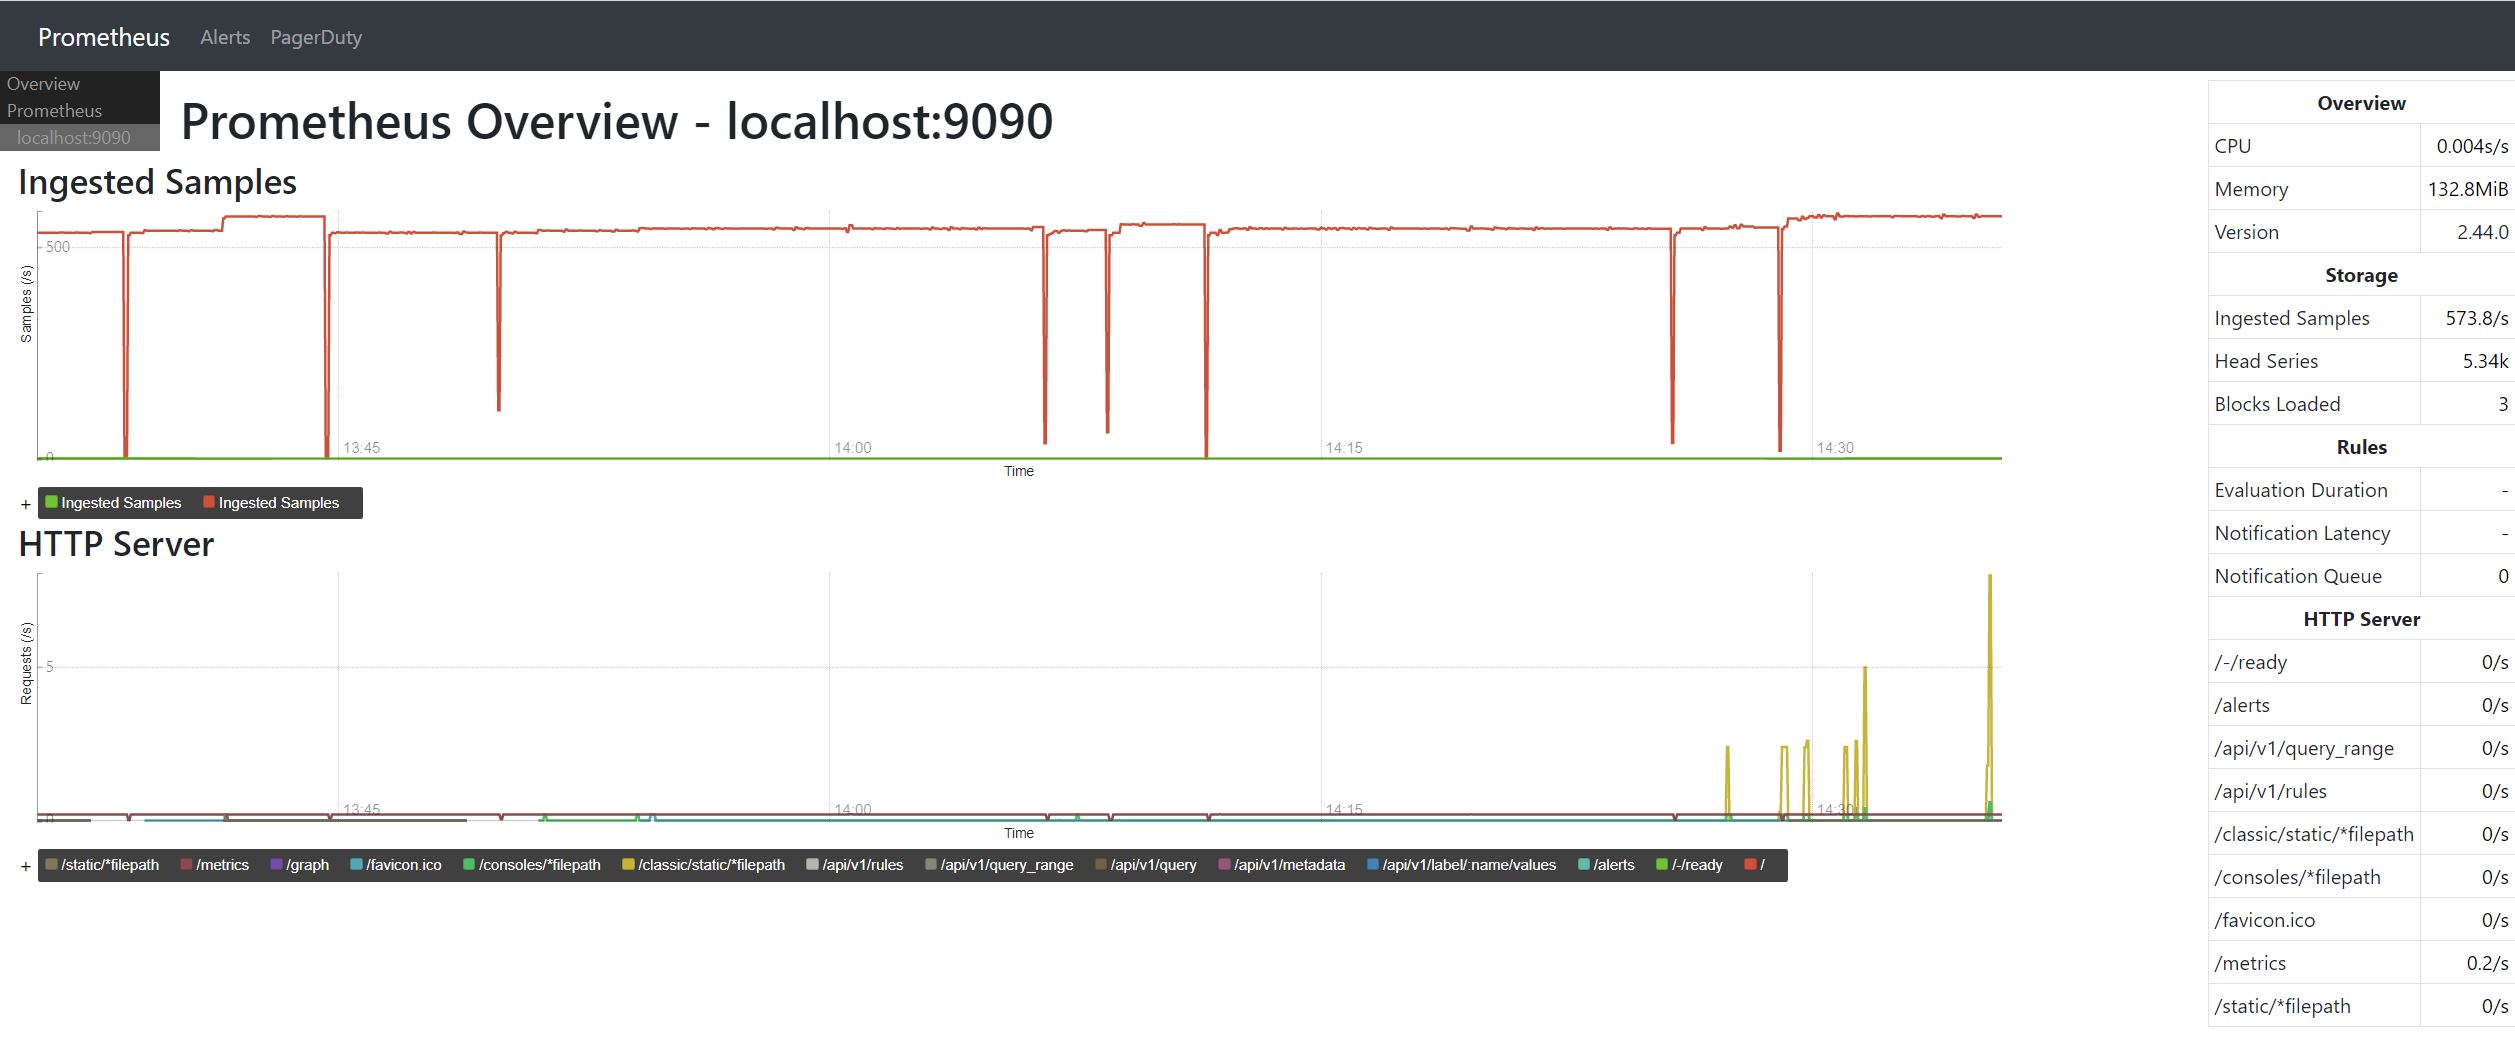 Prometheus Alerts PagerDuty
Overview
Prometheus
localhost:9090
Prometheus Overview - localhost:9090
Ingested Samples
Samples (/s)
500
0
13:45 14:00 14:15 14:30
Time
+ Ingested Samples Ingested Samples
HTTP Server
Requests (/s)
5
0
13:45 14:00 14:15 14:30
Time
+ /static/*filepath /metrics /graph /favicon.ico /consoles/*filepath /classic/static/*filepath /api/v1/rules /api/v1/query_range /api/v1/query /api/v1/metadata /api/v1/label/:name/values /alerts /-/ready /
Overview
CPU 0.004s/s
Memory 132.8MiB
Version 2.44.0
Storage
Ingested Samples 573.8/s
Head Series 5.34k
Blocks Loaded 3
Rules
Evaluation Duration -
Notification Latency -
Notification Queue 0
HTTP Server
/-/ready 0/s
/alerts 0/s
/api/v1/query_range 0/s
/api/v1/rules 0/s
/classic/static/*filepath 0/s
/consoles/*filepath 0/s
/favicon.ico 0/s
/metrics 0.2/s
/static/*filepath 0/s